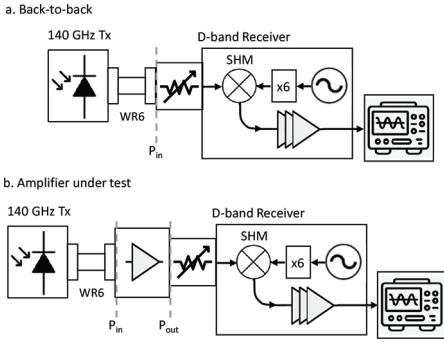 a. Back-to-back
140 GHz Tx
D-band Receiver
SHM
x6
WR6
Pin
b. Amplifier under test
140 GHz Tx
D-band Receiver
SHM
x6
WR6
Pin
Pout